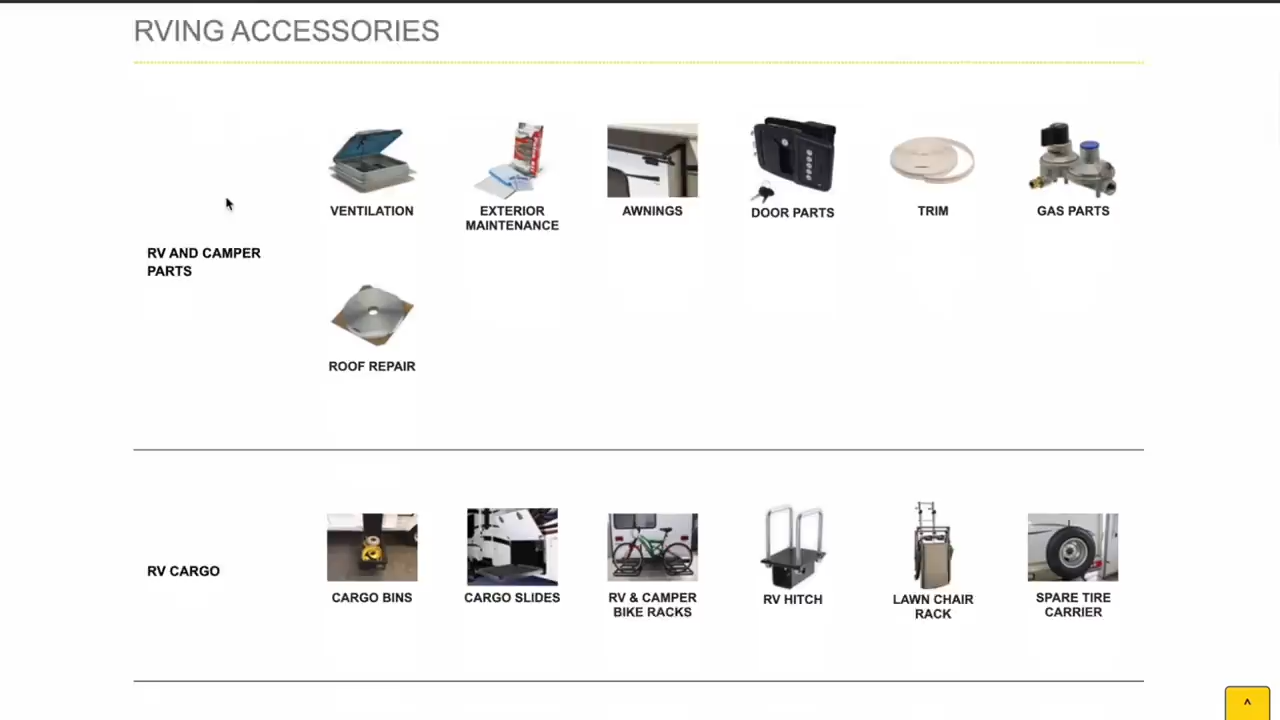 RVING ACCESSORIES
VENTILATION
EXTERIOR
MAINTENANCE
AWNINGS
DOOR PARTS
TRIM
GAS PARTS
RV AND CAMPER
PARTS
ROOF REPAIR
RV CARGO
CARGO BINS
CARGO SLIDES
RV & CAMPER
BIKE RACKS
RV HITCH
LAWN CHAIR
RACK
SPARE TIRE
CARRIER
^